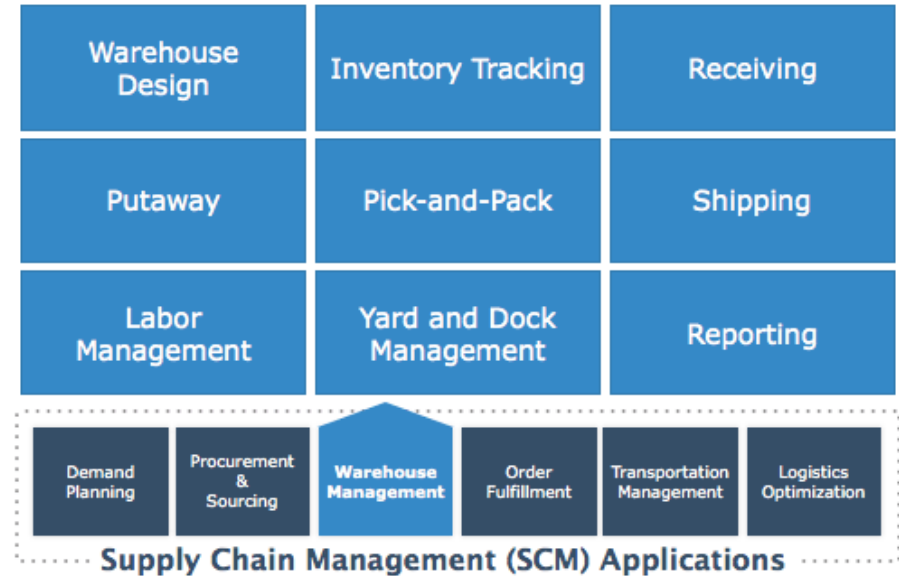 Warehouse
Design
Inventory Tracking
Receiving
Putaway
Pick-and-Pack
Shipping
Labor
Management
Yard and Dock
Management
Reporting
Demand
Planning
Procurement
&
Sourcing
Warehouse
Management
Order
Fulfillment
Transportation
Management
Logistics
Optimization
Supply Chain Management (SCM) Applications